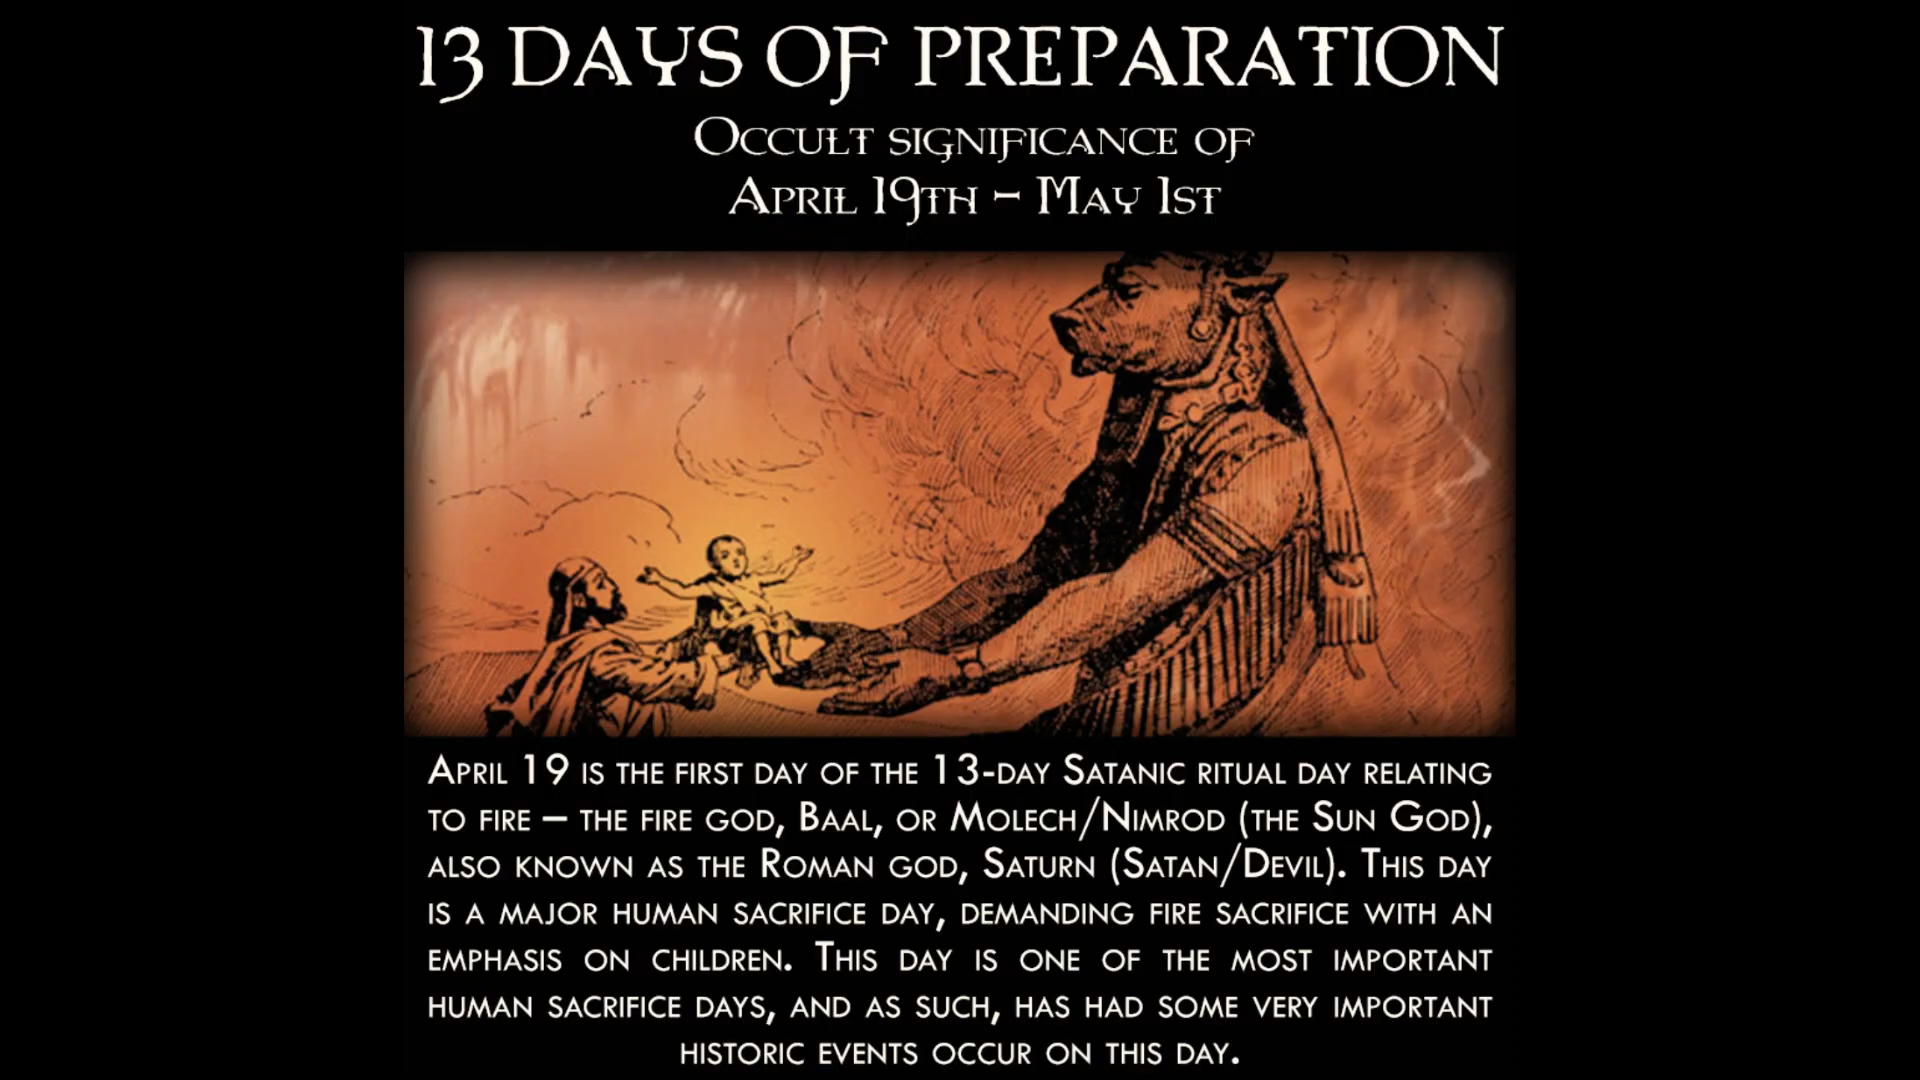 13 DAYS OF PREPARATION
OCCULT SIGNIFICANCE OF
APRIL 19TH - MAY 1ST
APRIL 19 IS THE FIRST DAY OF THE 13-DAY SATANIC RITUAL DAY RELATING
TO FIRE – THE FIRE GOD, BAAL, OR MOLECH/NIMROD (THE SUN GOD),
ALSO KNOWN AS THE ROMAN GOD, SATURN (SATAN/DEVIL). THIS DAY
IS A MAJOR HUMAN SACRIFICE DAY, DEMANDING FIRE SACRIFICE WITH AN
EMPHASIS ON CHILDREN. THIS DAY IS ONE OF THE MOST IMPORTANT
HUMAN SACRIFICE DAYS, AND AS SUCH, HAS HAD SOME VERY IMPORTANT
HISTORIC EVENTS OCCUR ON THIS DAY.